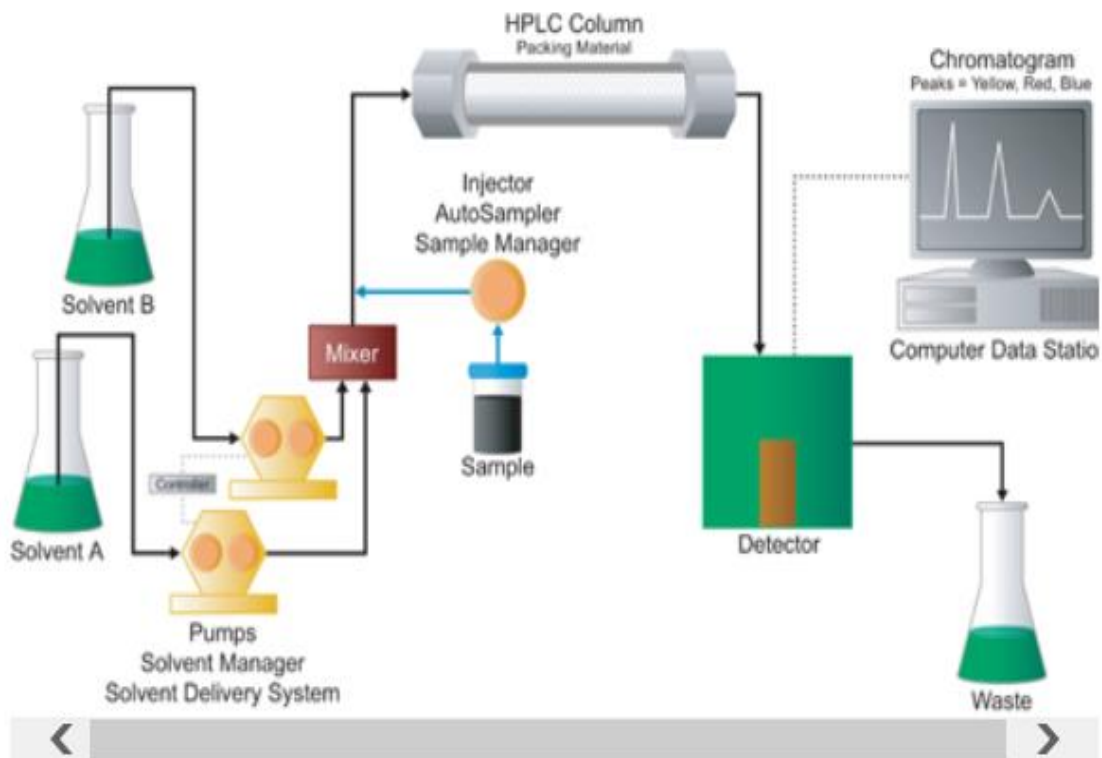 HPLC Column
Packing Material
Chromatogram
Peaks = Yellow, Red, Blue
Injector
AutoSampler
Sample Manager
Solvent B
Mixer
Computer Data Statio
Sample
Controller
Solvent A
Detector
Pumps
Solvent Manager
Solvent Delivery System
Waste